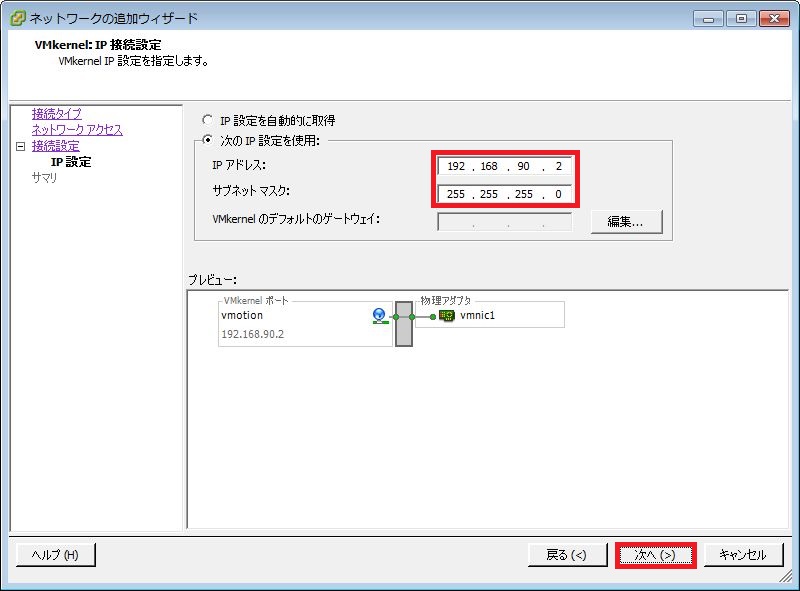 ネットワークの追加ウィザード
VMkernel: IP 接続設定
VMkernel IP 設定を指定します。
接続タイプ
ネットワーク アクセス
接続設定
IP 設定
サマリ
IP 設定を自動的に取得
次の IP 設定を使用:
IP アドレス: 192 . 168 . 90 . 2
サブネット マスク: 255 . 255 . 255 . 0
VMkernel のデフォルトのゲートウェイ: . . . 編集...
プレビュー:
VMkernel ポート 物理アダプタ
vmotion vmnic1
192.168.90.2
ヘルプ (H) 戻る (<) 次へ (>) キャンセル